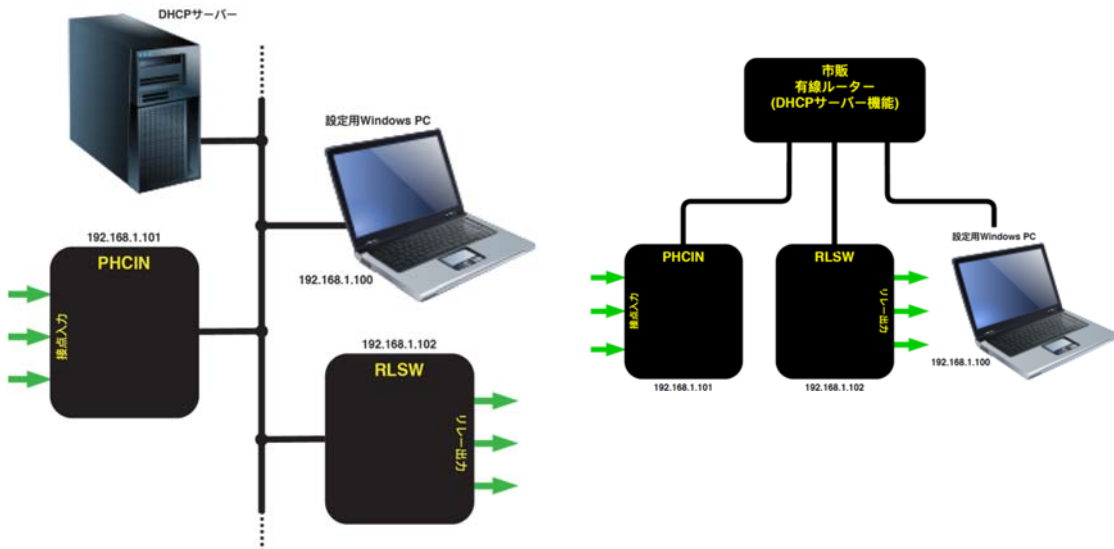 DHCPサーバー
設定用Windows PC
192.168.1.100
192.168.1.101
PHCIN
接点入力
192.168.1.102
RLSW
リレー出力
市販
有線ルーター
(DHCPサーバー機能)
PHCIN
接点入力
192.168.1.101
RLSW
リレー出力
192.168.1.102
設定用Windows PC
192.168.1.100